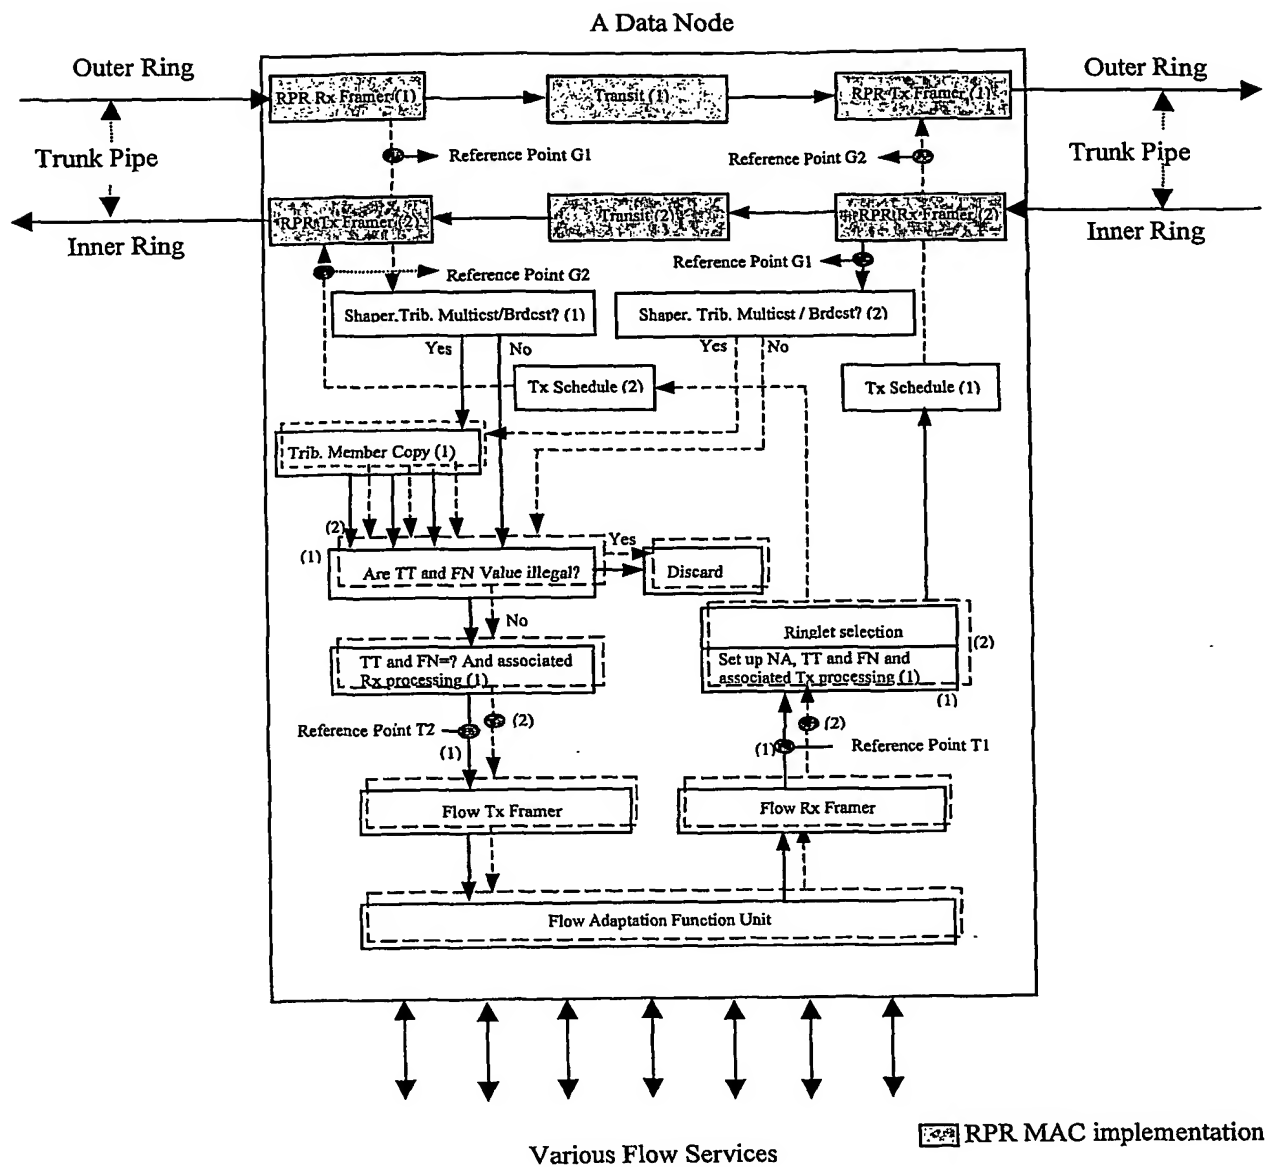 A Data Node
Outer Ring
Outer Ring
RPR Rx Framer (1)
Transit (1)
RPR Tx Framer (1)
Trunk Pipe
Reference Point G1
Reference Point G2
Trunk Pipe
RPR Tx Framer (2)
Transit (2)
RPR Rx Framer (2)
Inner Ring
Inner Ring
Reference Point G2
Reference Point G1
Shaper.Trib. Multicst/Brdcst? (1)
Shaper. Trib. Multicst / Brdcst? (2)
Yes
No
Yes
No
Tx Schedule (2)
Tx Schedule (1)
Trib. Member Copy (1)
(2)
(1)
Are TT and FN Value illegal?
Yes
Discard
No
Ringlet selection
(2)
TT and FN=? And associated
Rx processing (1)
Set up NA, TT and FN and
associated Tx processing (1)
(1)
Reference Point T2
(2)
(1)
(2)
(1)
Reference Point T1
Flow Tx Framer
Flow Rx Framer
Flow Adaptation Function Unit
Various Flow Services
RPR MAC implementation